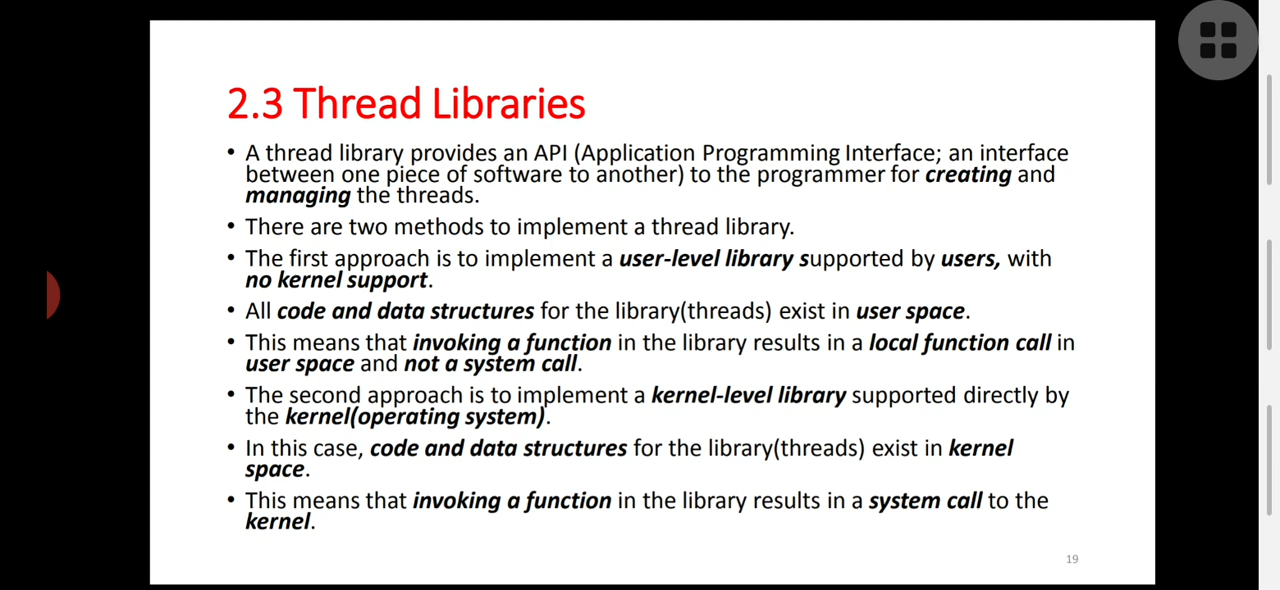 2.3 Thread Libraries
• A thread library provides an API (Application Programming Interface; an interface
between one piece of software to another) to the programmer for creating and
managing the threads.
• There are two methods to implement a thread library.
• The first approach is to implement a user-level library supported by users, with
no kernel support.
• All code and data structures for the library(threads) exist in user space.
• This means that invoking a function in the library results in a local function call in
user space and not a system call.
• The second approach is to implement a kernel-level library supported directly by
the kernel(operating system).
• In this case, code and data structures for the library(threads) exist in kernel
space.
• This means that invoking a function in the library results in a system call to the
kernel.
19